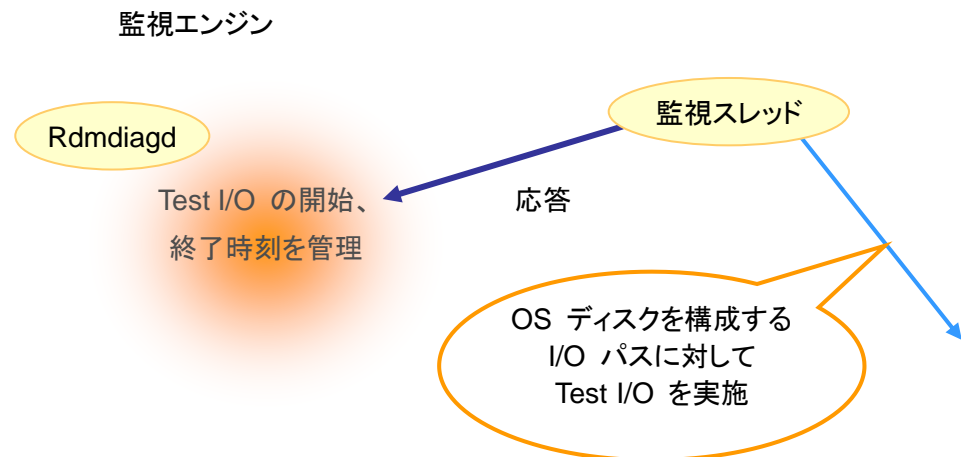 監視エンジン
Rdmdiagd
監視スレッド
Test I/O の開始、
終了時刻を管理
応答
OS ディスクを構成する
I/O パスに対して
Test I/O を実施